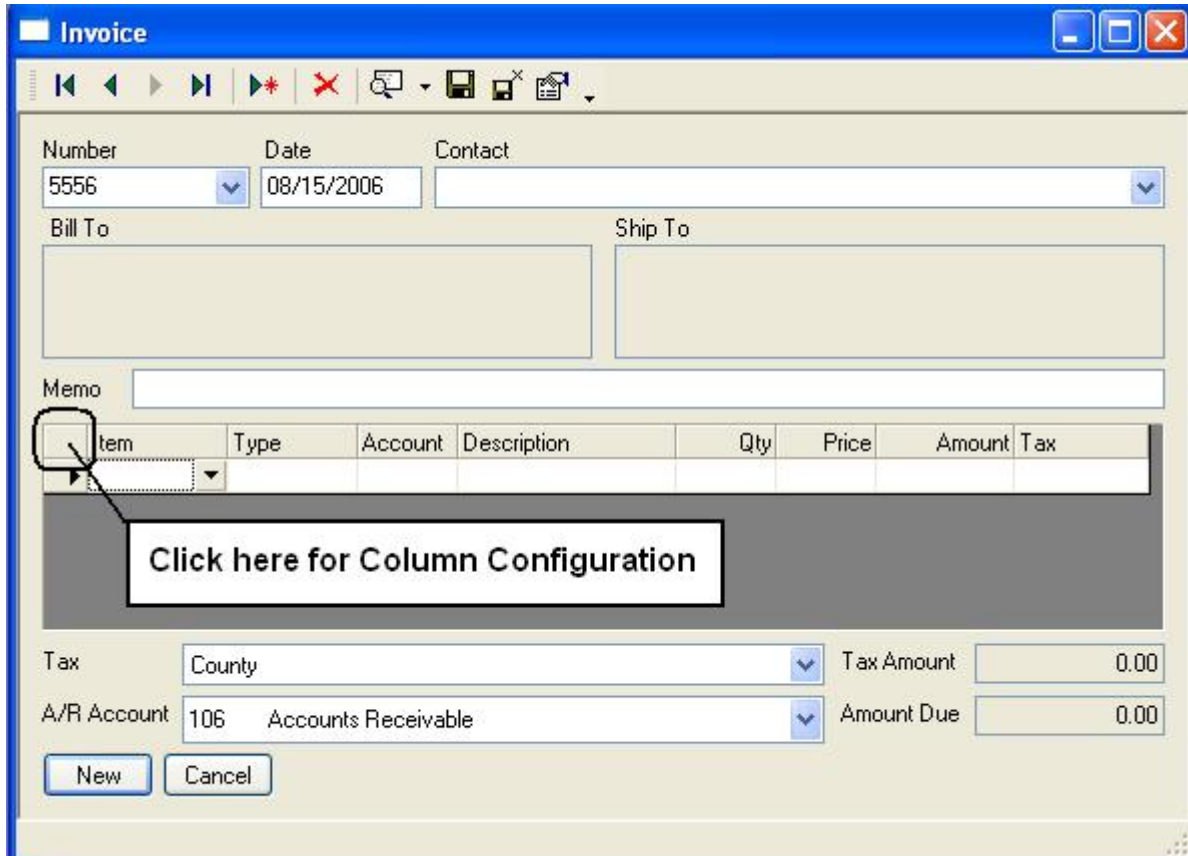 Invoice
Number Date Contact
5556 08/15/2006
Bill To Ship To
Memo
Item Type Account Description Qty Price Amount Tax
Click here for Column Configuration
Tax County Tax Amount 0.00
A/R Account 106 Accounts Receivable Amount Due 0.00
New Cancel